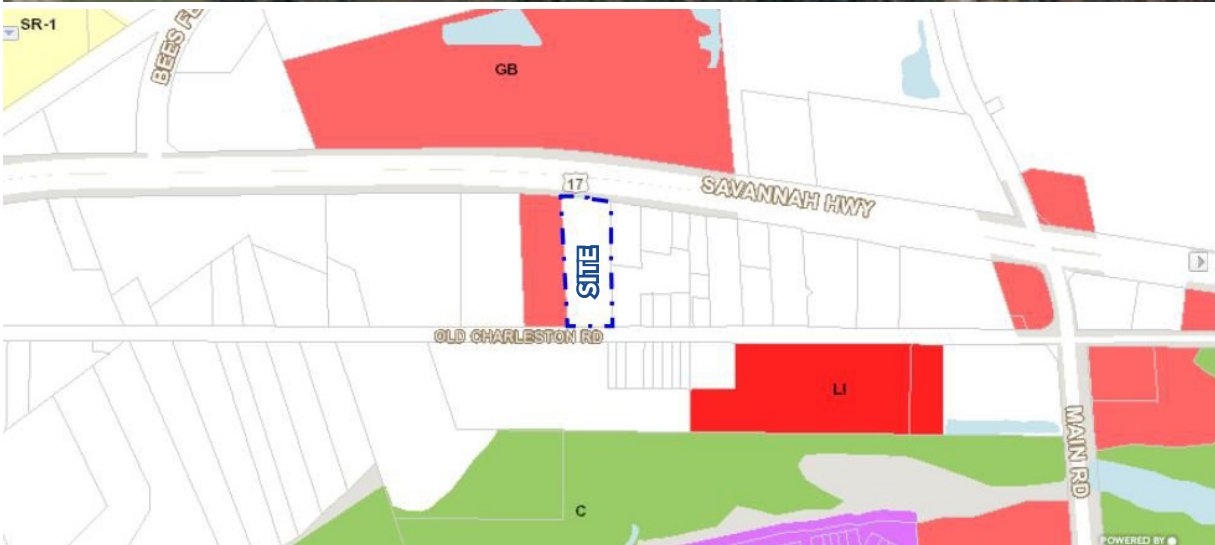 SR-1
BEES FE
GB
17
SAVANNAH HWY
SITE
OLD CHARLESTON RD
LI
MAIN RD
C
POWERED BY